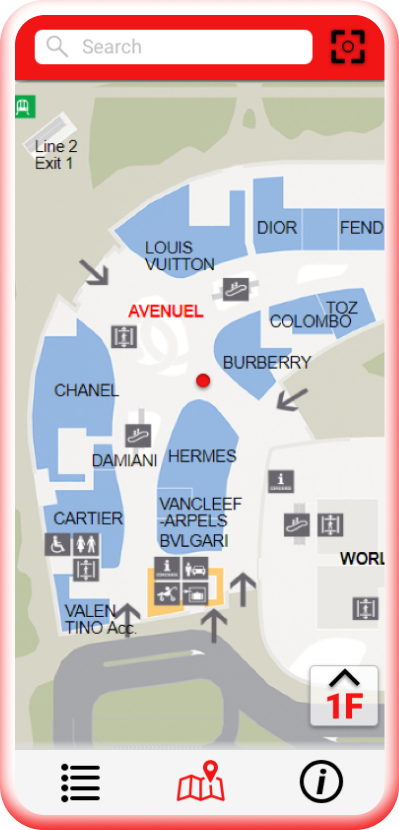 Search
Line 2
Exit 1
DIOR
FEND
LOUIS
VUITTON
AVENUEL
TOZ
COLOMBO
BURBERRY
CHANEL
DAMIANI
HERMES
VANCLEEF
-ARPELS
BVLGARI
CARTIER
WORL
VALEN
TINO Acc.
1F